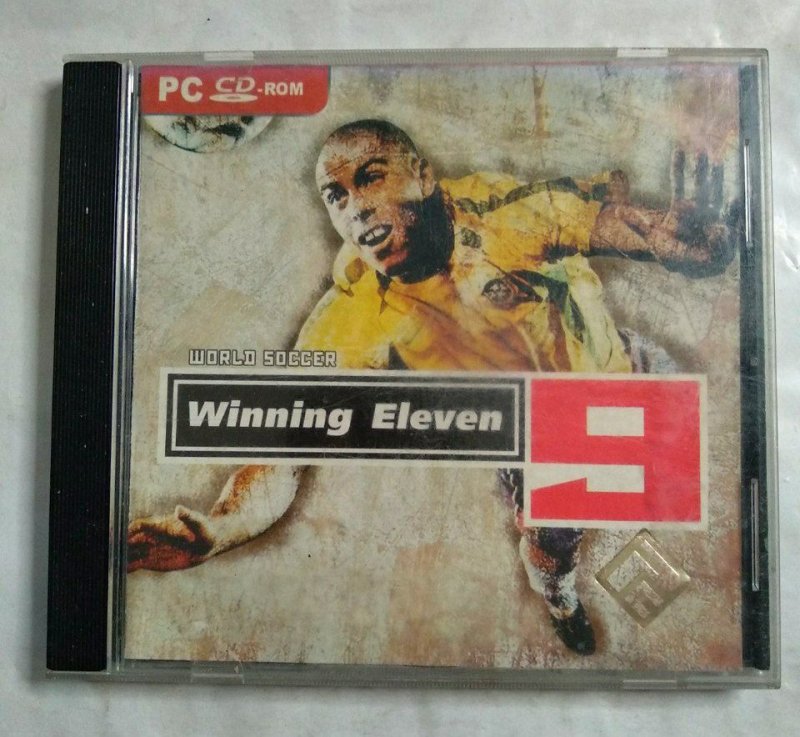 PC CD-ROM
WORLD SOCCER
Winning Eleven 9